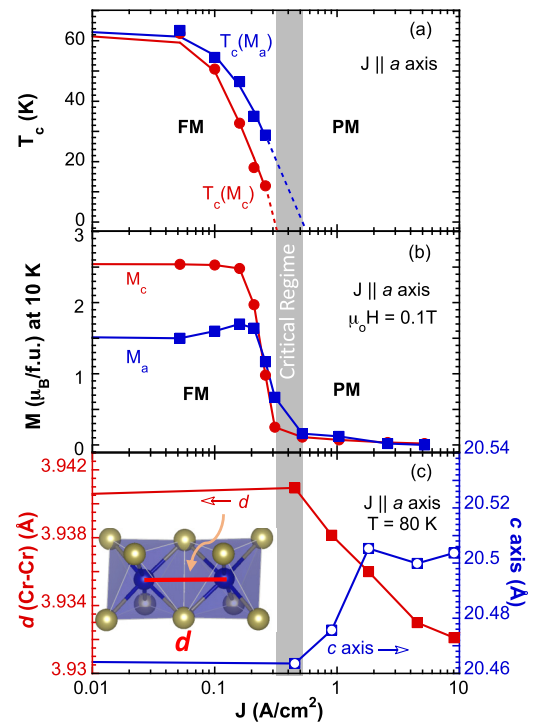 (a)
60
40
20
0
T_c (K)
T_c(M_a)
J || a axis
FM
PM
T_c(M_c)
(b)
3
2
1
0
M (μ_B/f.u.) at 10 K
M_c
M_a
J || a axis
μ_oH = 0.1T
Critical Regime
FM
PM
(c)
3.942
3.938
3.934
3.93
d (Cr-Cr) (Å)
d
J || a axis
T = 80 K
d
c axis
20.54
20.52
20.5
20.48
20.46
c axis (Å)
0.01
0.1
1
10
J (A/cm²)